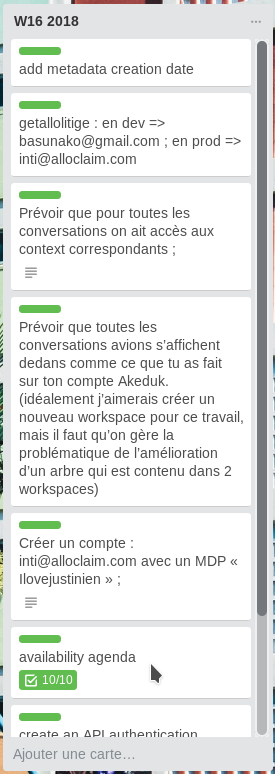 W16 2018
add metadata creation date
getallolitige : en dev =>
basunako@gmail.com ; en prod =>
inti@alloclaim.com
Prévoir que pour toutes les
conversations on ait accès aux
context correspondants ;
Prévoir que toutes les
conversations avions s’affichent
dedans comme ce que tu as fait
sur ton compte Akeduk.
(idéalement j’aimerais créer un
nouveau workspace pour ce travail,
mais il faut qu’on gère la
problématique de l’amélioration
d’un arbre qui est contenu dans 2
workspaces)
Créer un compte :
inti@alloclaim.com avec un MDP «
Ilovejustinien » ;
availability agenda
10/10
create an API authentication
Ajouter une carte…